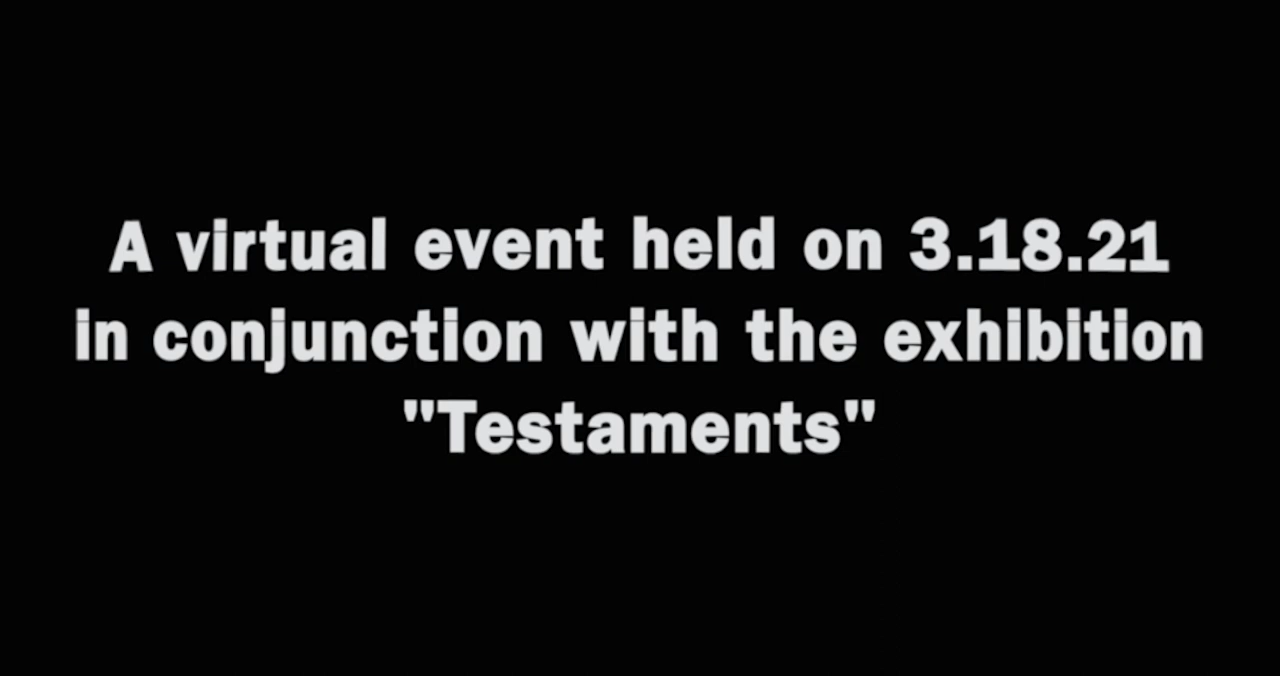 A virtual event held on 3.18.21
in conjunction with the exhibition
"Testaments"